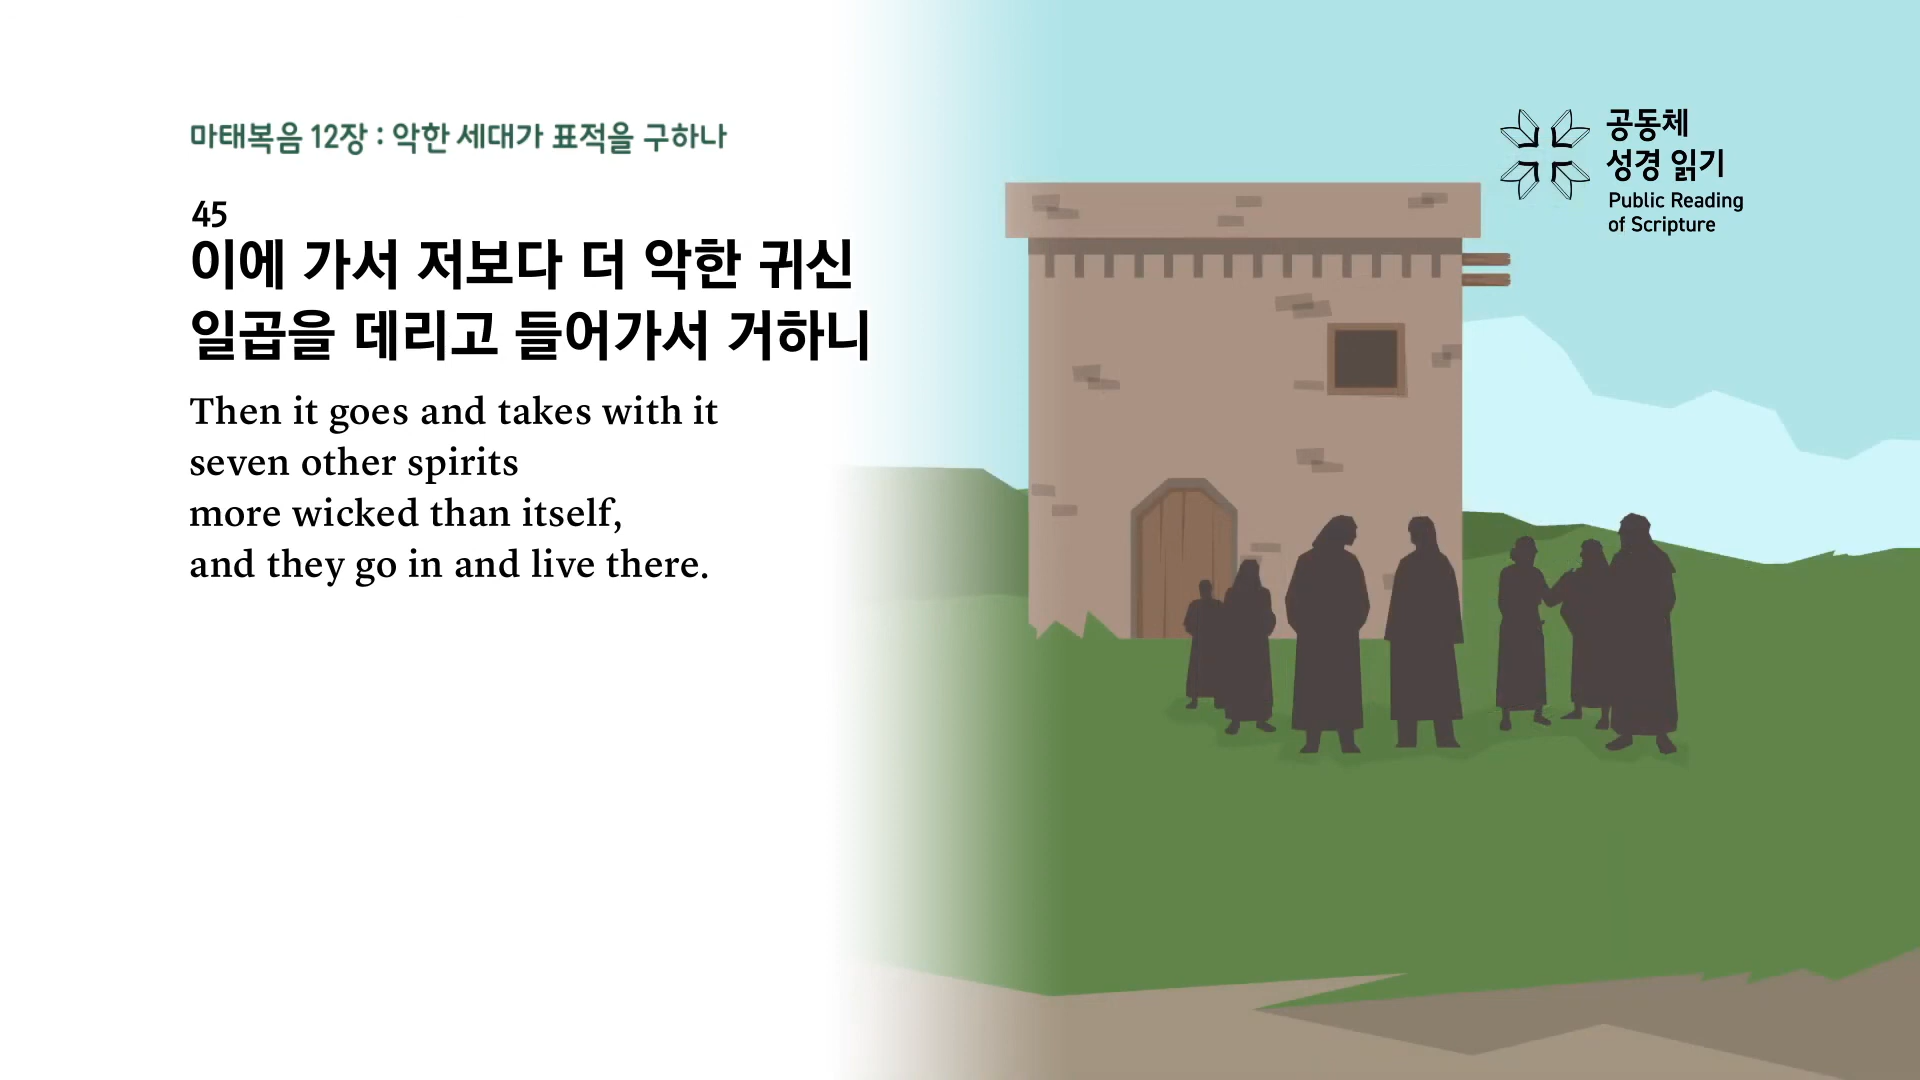 마태복음 12장 : 악한 세대가 표적을 구하나
45
이에 가서 저보다 더 악한 귀신
일곱을 데리고 들어가서 거하니
Then it goes and takes with it
seven other spirits
more wicked than itself,
and they go in and live there.
공동체
성경 읽기
Public Reading
of Scripture